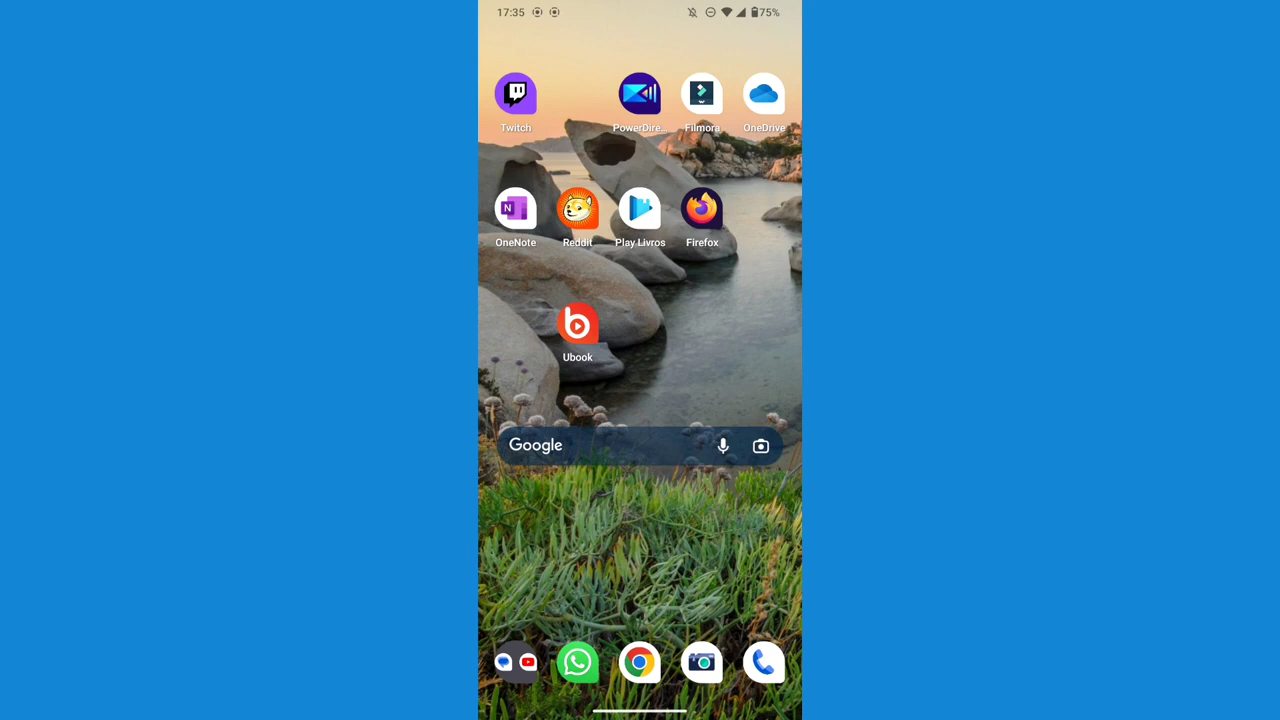 17:35 75%
Twitch PowerDire... Filmora OneDrive
N
OneNote Reddit Play Livros Firefox
b
Ubook
Google